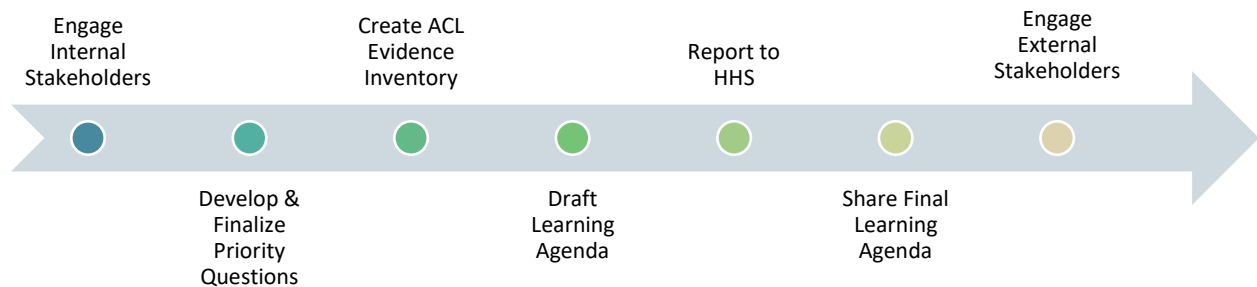 Engage
Internal
Stakeholders
Develop &
Finalize
Priority
Questions
Create ACL
Evidence
Inventory
Draft
Learning
Agenda
Report to
HHS
Share Final
Learning
Agenda
Engage
External
Stakeholders